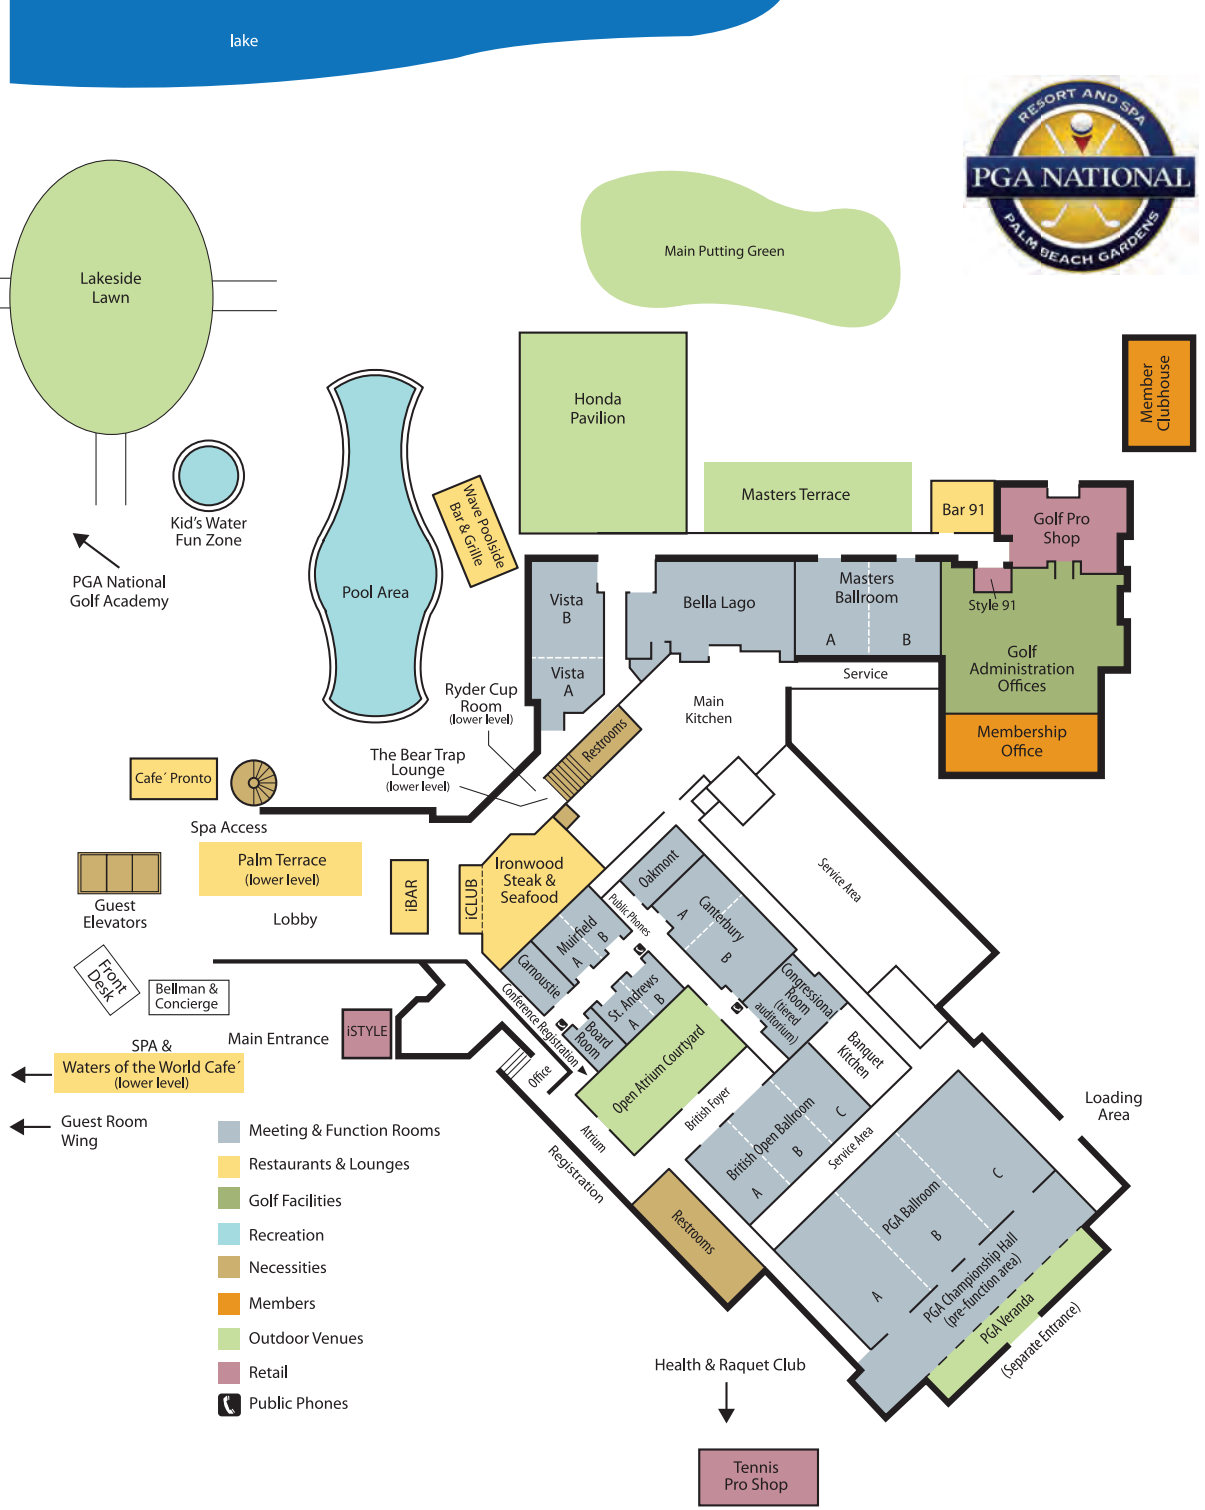 lake
RESORT AND SPA
PGA NATIONAL
PALM BEACH GARDENS
Main Putting Green
Lakeside
Lawn
Member
Clubhouse
Honda
Pavilion
Masters Terrace
Bar 91
Golf Pro
Shop
Wave Poolside
Bar & Grille
Kid's Water
Fun Zone
PGA National
Golf Academy
Pool Area
Vista
B
Vista
A
Bella Lago
Masters
Ballroom
A
B
Style 91
Golf
Administration
Offices
Service
Membership
Office
Main
Kitchen
Ryder Cup
Room
(lower level)
Restrooms
The Bear Trap
Lounge
(lower level)
Cafe´ Pronto
Spa Access
Palm Terrace
(lower level)
Guest
Elevators
Lobby
iBAR
iCLUB
Ironwood
Steak &
Seafood
Oakmont
Public Phones
Canterbury
A
B
Service Area
Muirfield
A
B
Carnoustie
Conference Registration
St. Andrews
A
B
Board
Room
Congressional
Room
(tiered
auditorium)
Banquet
Kitchen
Front
Desk
Bellman &
Concierge
Main Entrance
iSTYLE
SPA &
Waters of the World Cafe´
(lower level)
Guest Room
Wing
Office
Open Atrium Courtyard
Atrium
British Foyer
British Open Ballroom
A
B
C
Service Area
Registration
Restrooms
Loading
Area
PGA Ballroom
A
B
C
PGA Championship Hall
(pre-function area)
PGA Veranda
(Separate Entrance)
Meeting & Function Rooms
Restaurants & Lounges
Golf Facilities
Recreation
Necessities
Members
Outdoor Venues
Retail
Public Phones
Health & Raquet Club
Tennis
Pro Shop